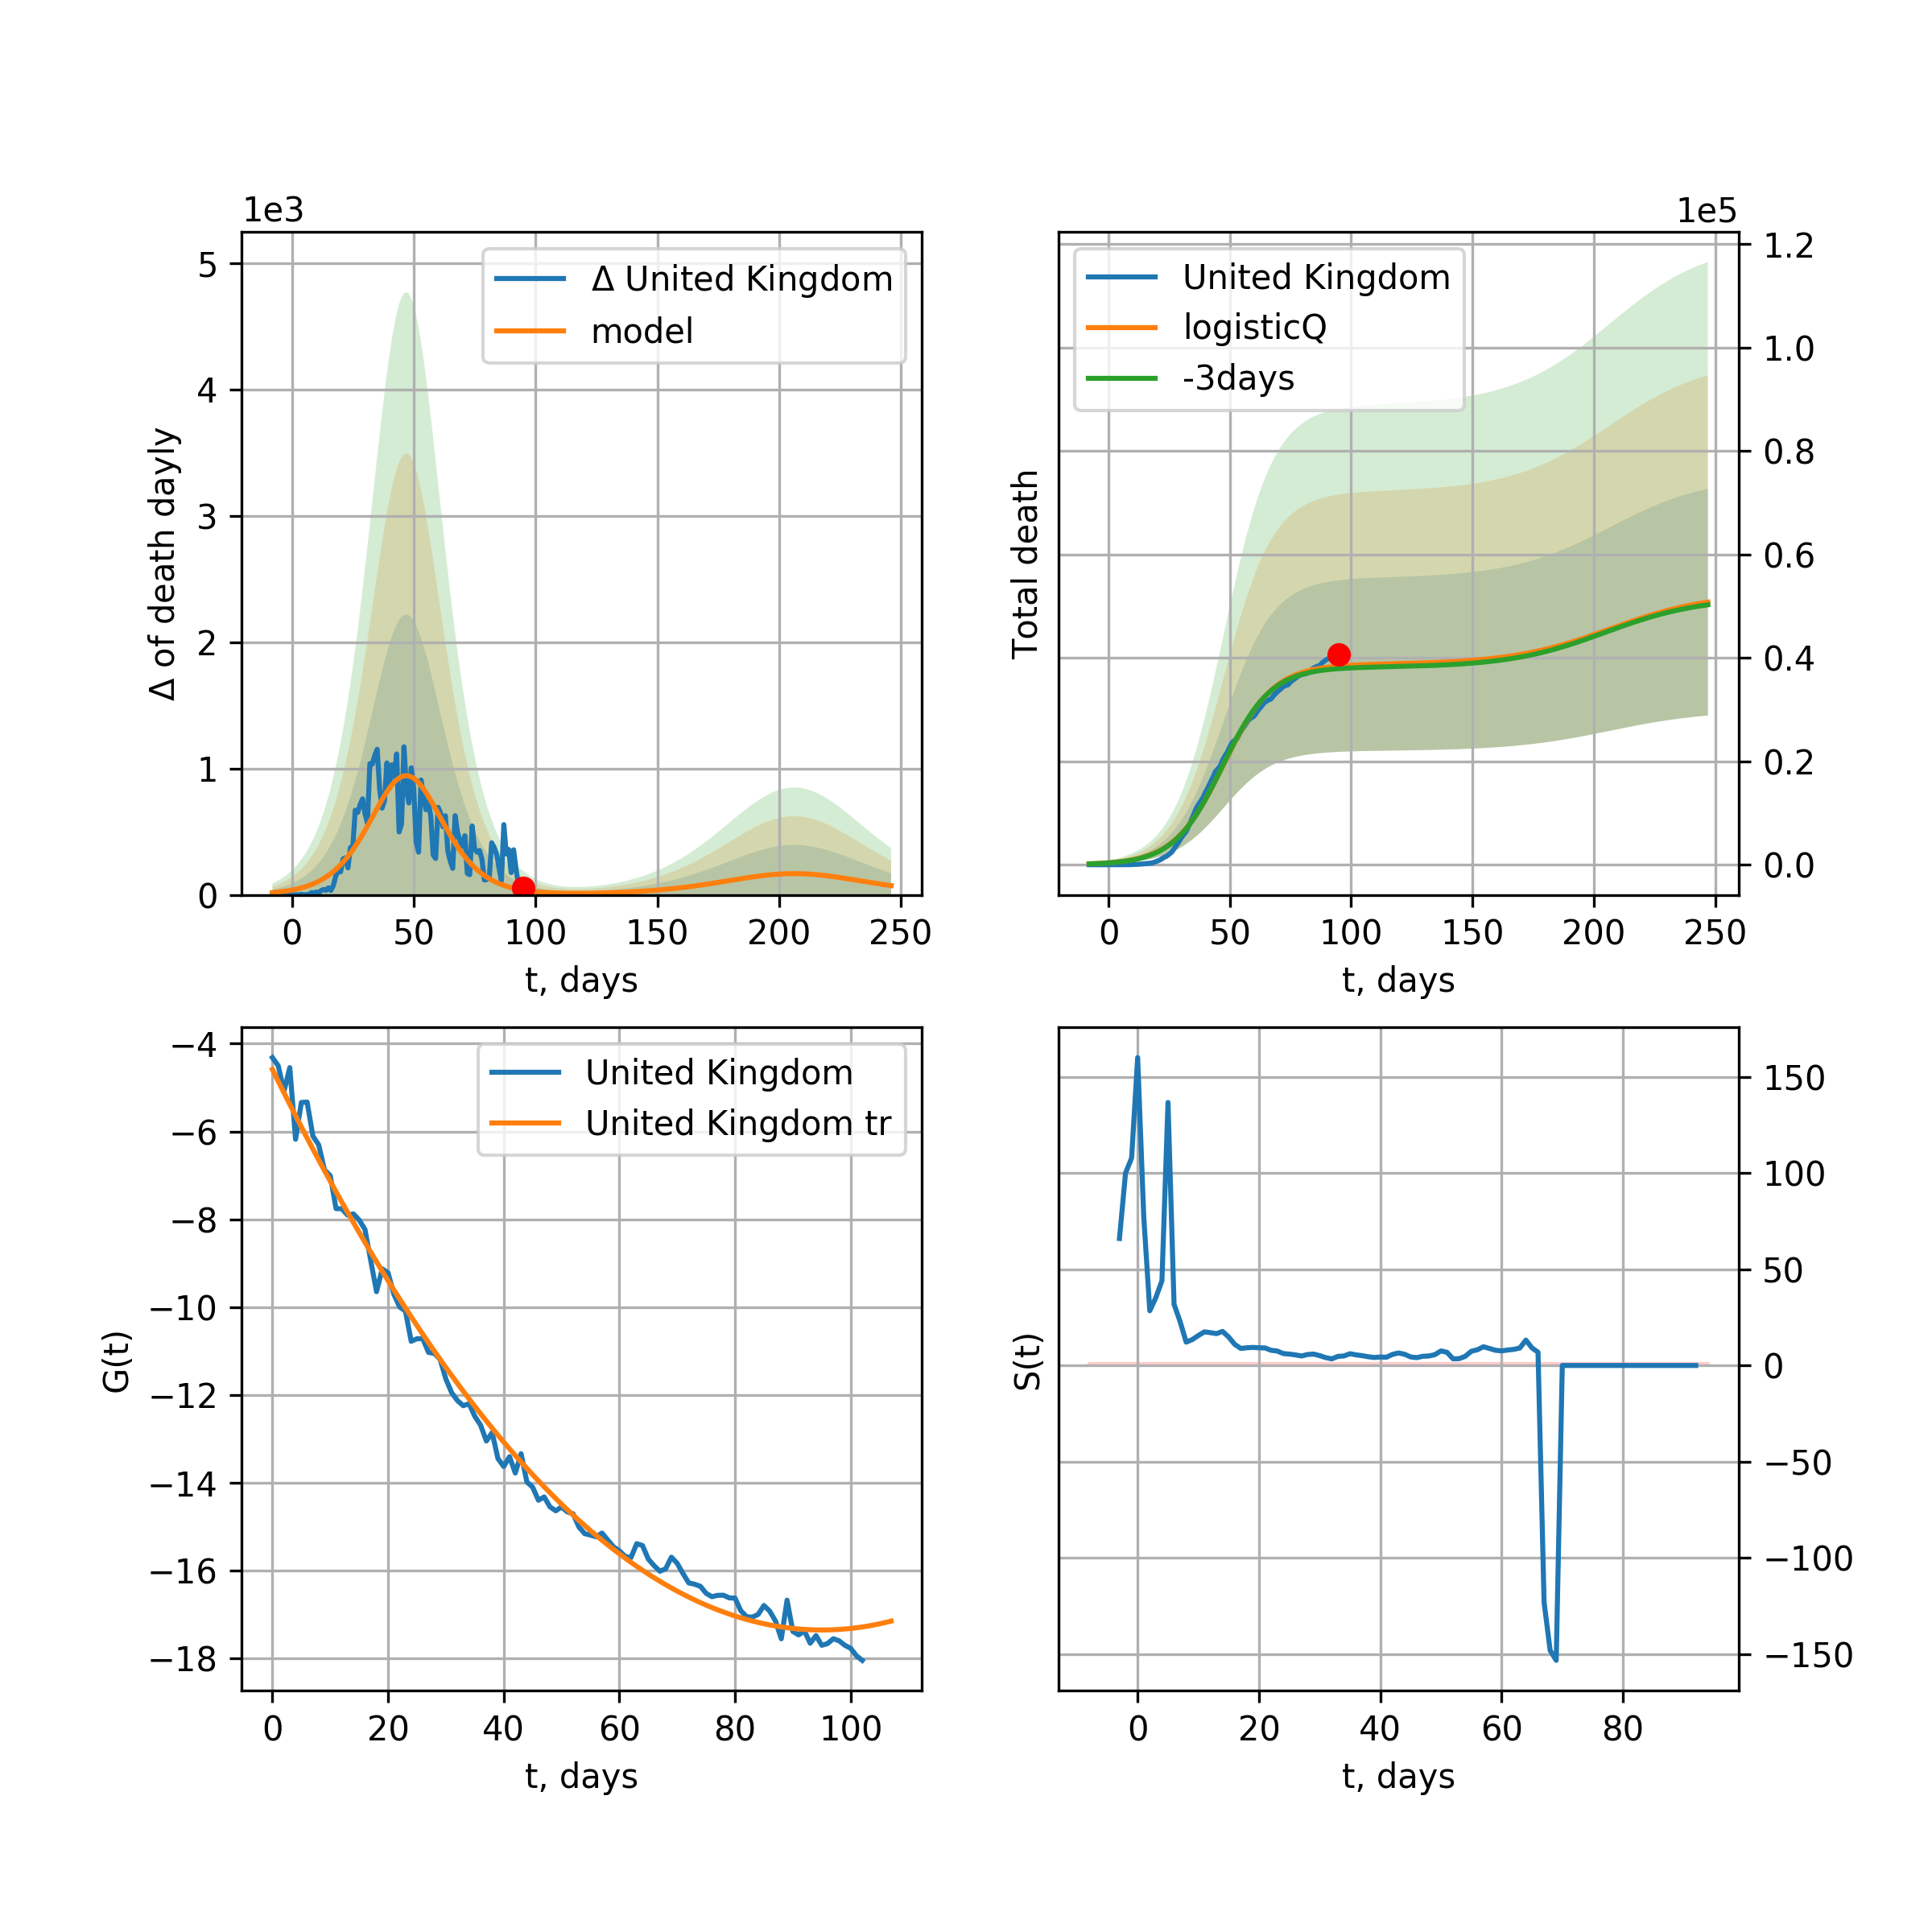 1e3
Δ of death dayly
5
4
3
2
1
0
Δ United Kingdom
model
0 50 100 150 200 250
t, days
1e5
Total death
United Kingdom
logisticQ
-3days
1.2
1.0
0.8
0.6
0.4
0.2
0.0
0 50 100 150 200 250
t, days
G(t)
−4
−6
−8
−10
−12
−14
−16
−18
United Kingdom
United Kingdom tr
0 20 40 60 80 100
t, days
S(t)
150
100
50
0
−50
−100
−150
0 20 40 60 80
t, days